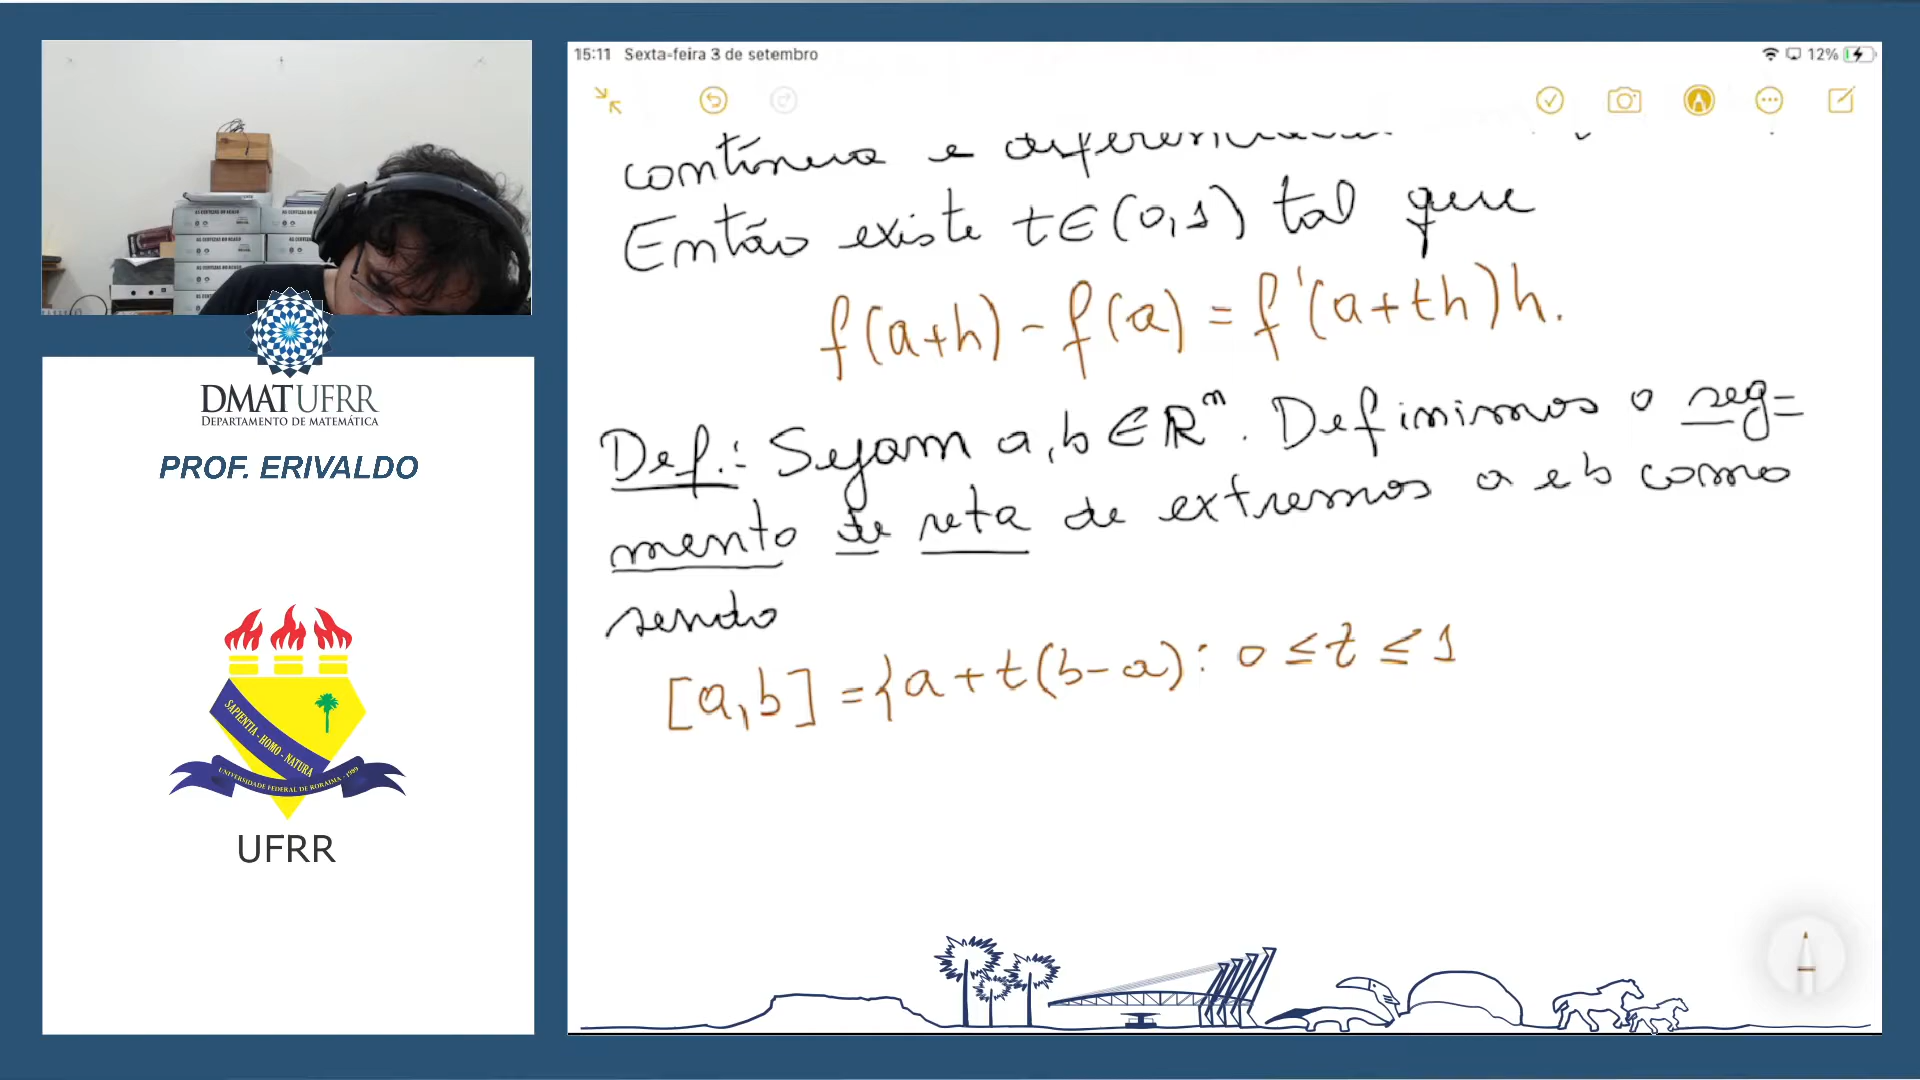 15:11 Sexta-feira 3 de setembro
12%
contínua e
Então existe t∈(0,1) tal que
f(a+h) - f(a) = f'(a+th)h.
Def.: Sejam a,b ∈ ℝⁿ. Definimos o seg=
mento de reta de extremos a e b como
sendo
[a,b] = {a + t(b-a): 0 ≤ t ≤ 1
DMATUFRR
DEPARTAMENTO DE MATEMÁTICA
PROF. ERIVALDO
SAPIENTIA - HOMO - NATURA
UNIVERSIDADE FEDERAL DE RORAIMA - 1989
UFRR